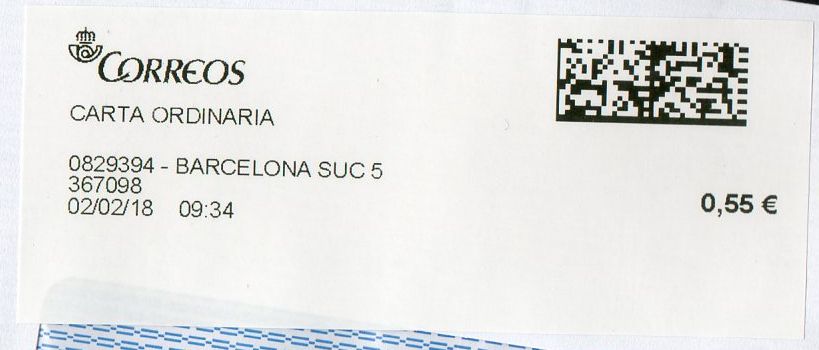 CORREOS
CARTA ORDINARIA
0829394 - BARCELONA SUC 5
367098
02/02/18 09:34
0,55 €